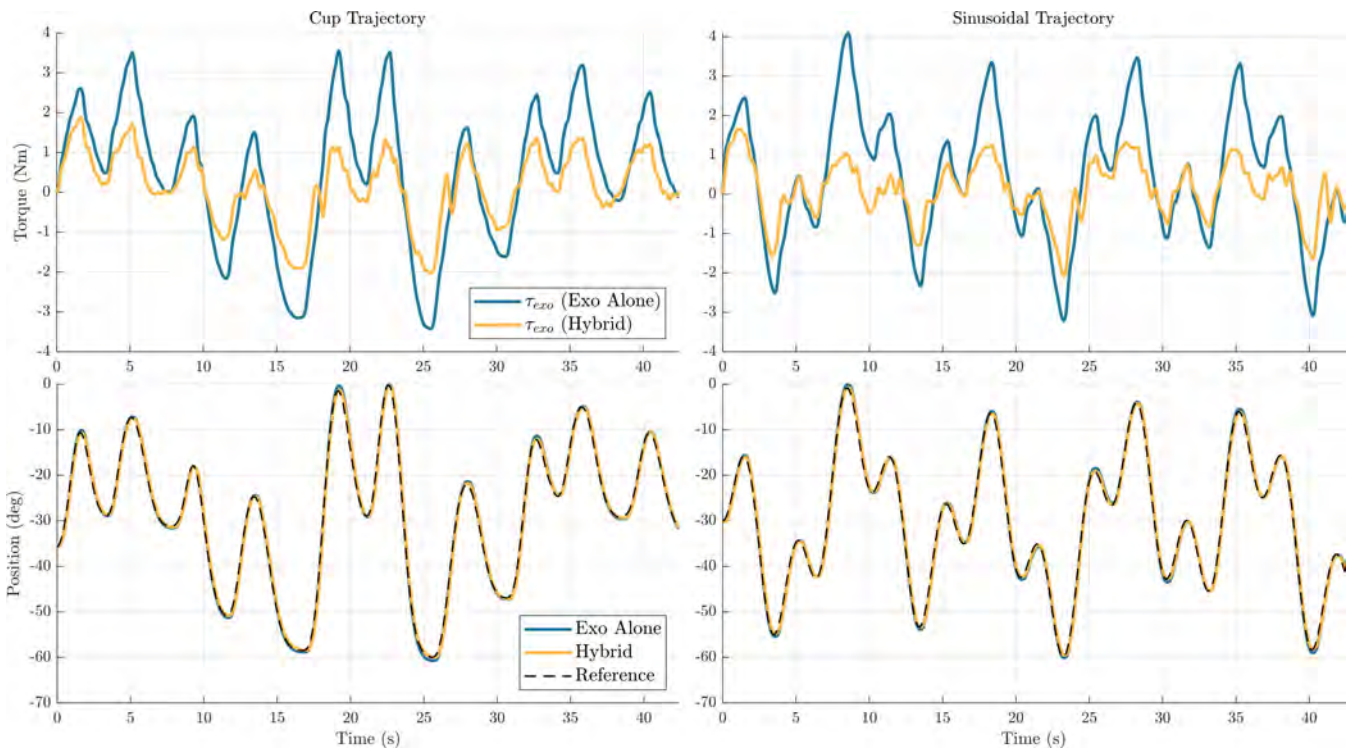 Cup Trajectory
Sinusoidal Trajectory
Torque (Nm)
4
3
2
1
0
-1
-2
-3
-4
0 5 10 15 20 25 30 35 40
τexo (Exo Alone)
τexo (Hybrid)
4
3
2
1
0
-1
-2
-3
-4
0 5 10 15 20 25 30 35 40
Position (deg)
0
-10
-20
-30
-40
-50
-60
-70
0 5 10 15 20 25 30 35 40
Time (s)
Exo Alone
Hybrid
Reference
0
-10
-20
-30
-40
-50
-60
-70
0 5 10 15 20 25 30 35 40
Time (s)